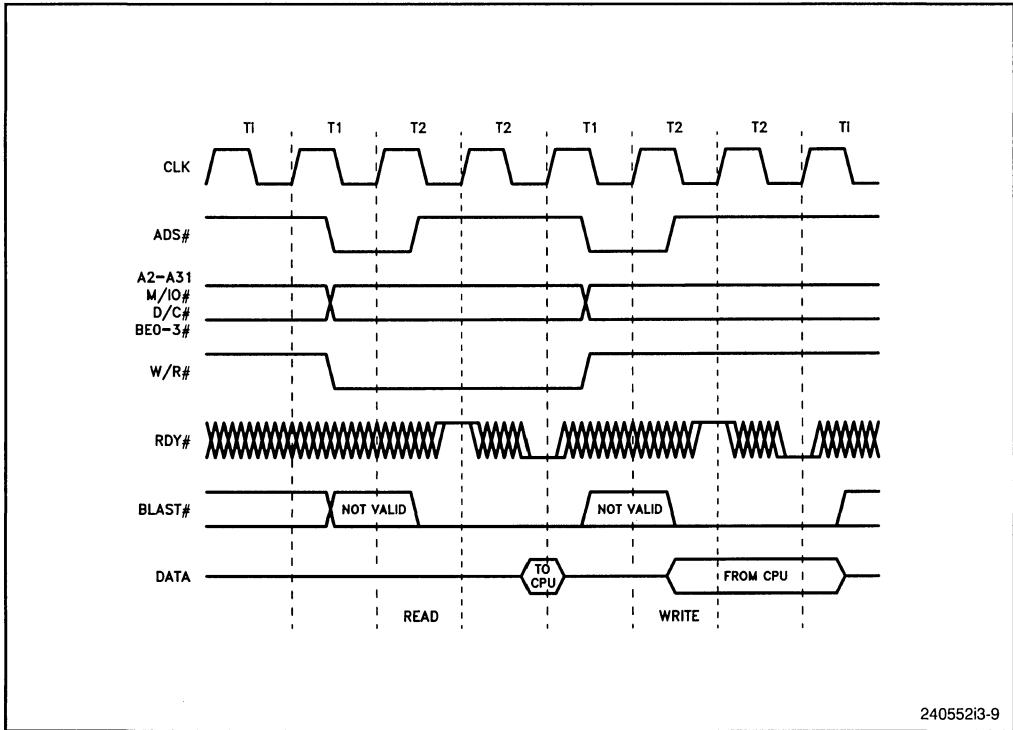 Ti T1 T2 T2 T1 T2 T2 Ti
CLK
ADS#
A2-A31
M/IO#
D/C#
BE0-3#
W/R#
RDY#
BLAST# NOT VALID NOT VALID
DATA TO CPU FROM CPU
READ WRITE
240552i3-9